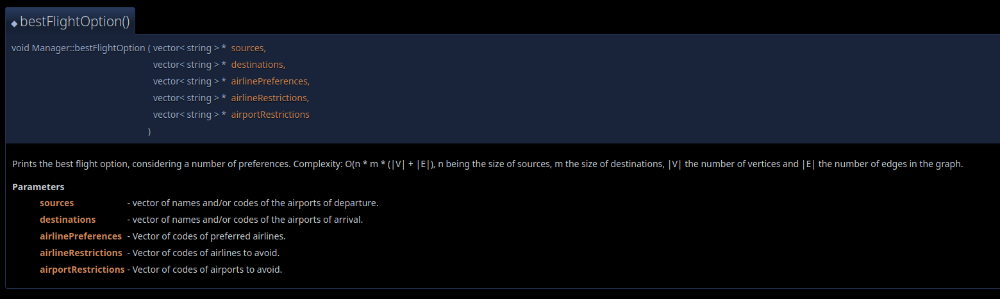 ◆ bestFlightOption()
void Manager::bestFlightOption ( vector< string > * sources,
vector< string > * destinations,
vector< string > * airlinePreferences,
vector< string > * airlineRestrictions,
vector< string > * airportRestrictions
)
Prints the best flight option, considering a number of preferences. Complexity: O(n * m * (|V| + |E|), n being the size of sources, m the size of destinations, |V| the number of vertices and |E| the number of edges in the graph.
Parameters
sources - vector of names and/or codes of the airports of departure.
destinations - vector of names and/or codes of the airports of arrival.
airlinePreferences - Vector of codes of preferred airlines.
airlineRestrictions - Vector of codes of airlines to avoid.
airportRestrictions - Vector of codes of airports to avoid.